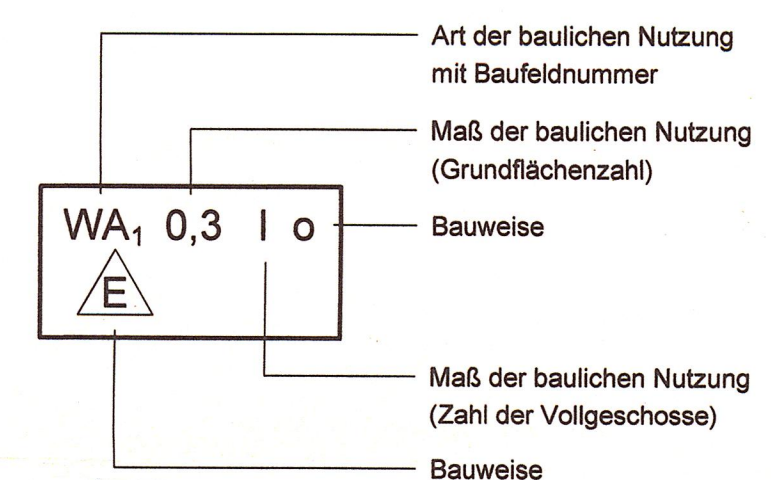 Art der baulichen Nutzung
mit Baufeldnummer
Maß der baulichen Nutzung
(Grundflächenzahl)
WA₁ 0,3 I o
Bauweise
E
Maß der baulichen Nutzung
(Zahl der Vollgeschosse)
Bauweise